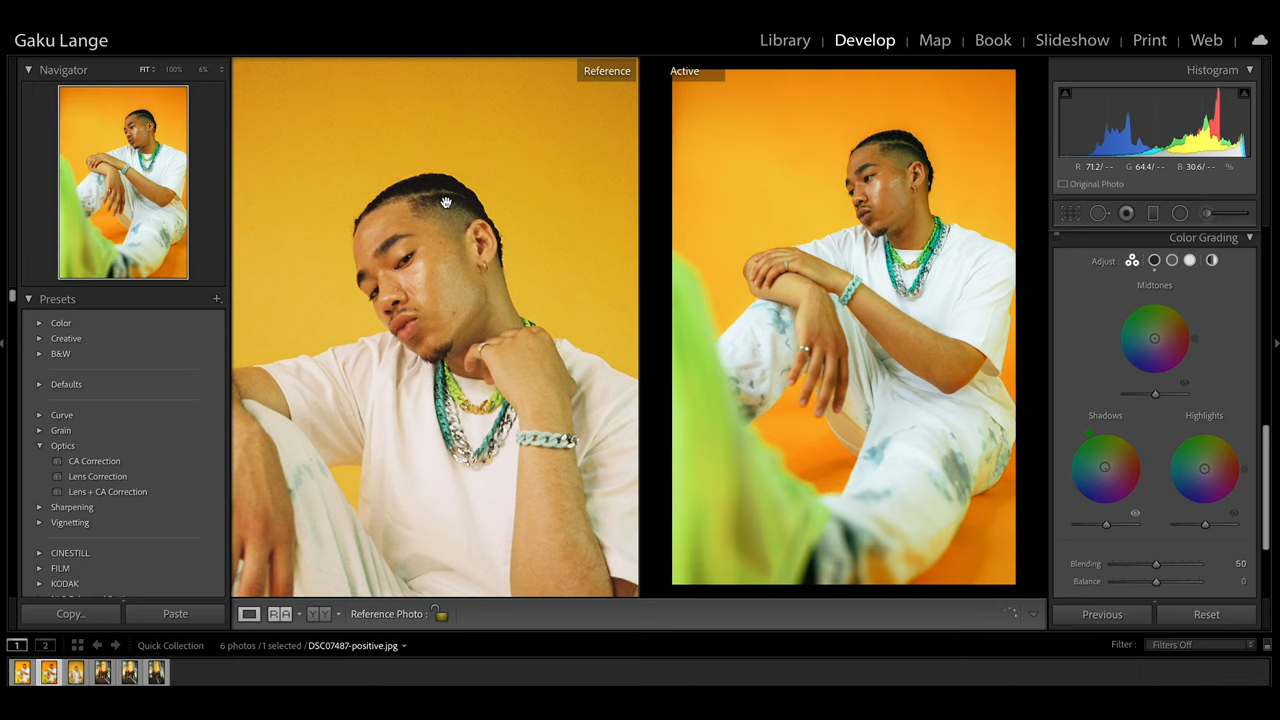 Gaku Lange
Library | Develop | Map | Book | Slideshow | Print | Web
Navigator FIT 100% 6%
Reference
Active
Histogram
R 71.2/ -- G 64.4/ -- B 30.6/ -- %
Original Photo
Color Grading
Adjust :
Midtones
Shadows Highlights
Blending 50
Balance 0
Presets +
Color
Creative
B&W
Defaults
Curve
Grain
Optics
CA Correction
Lens Correction
Lens + CA Correction
Sharpening
Vignetting
CINESTILL
FILM
KODAK
Copy... Paste
R A Y Y Reference Photo :
Previous Reset
1 2 Quick Collection 6 photos /1 selected / DSC07487-positive.jpg
Filter : Filters Off